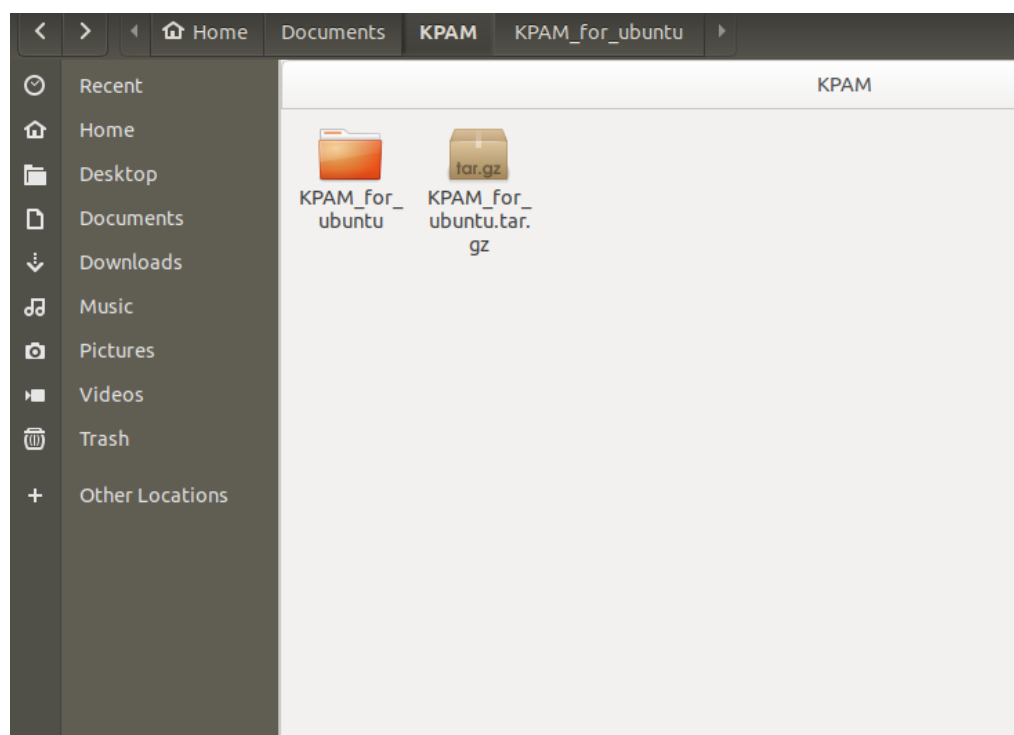 Home Documents KPAM KPAM_for_ubuntu
Recent
Home
Desktop
Documents
Downloads
Music
Pictures
Videos
Trash
Other Locations
KPAM
KPAM_for_
ubuntu
tar.gz
KPAM_for_
ubuntu.tar.
gz